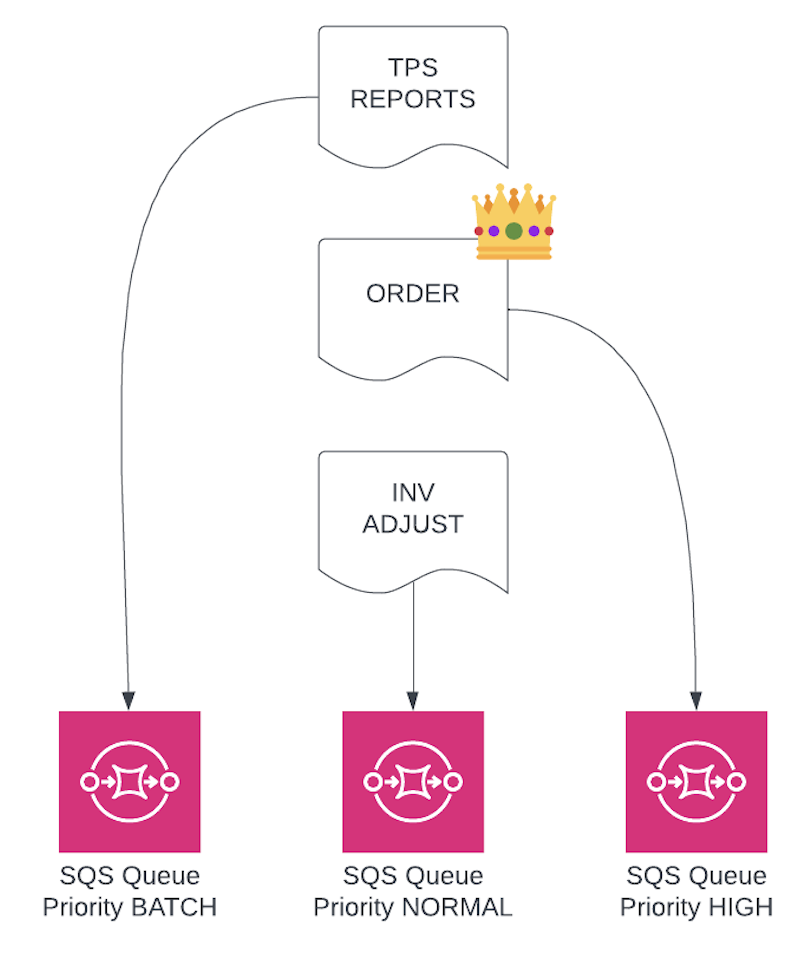 TPS
REPORTS
ORDER
INV
ADJUST
SQS Queue
Priority BATCH
SQS Queue
Priority NORMAL
SQS Queue
Priority HIGH